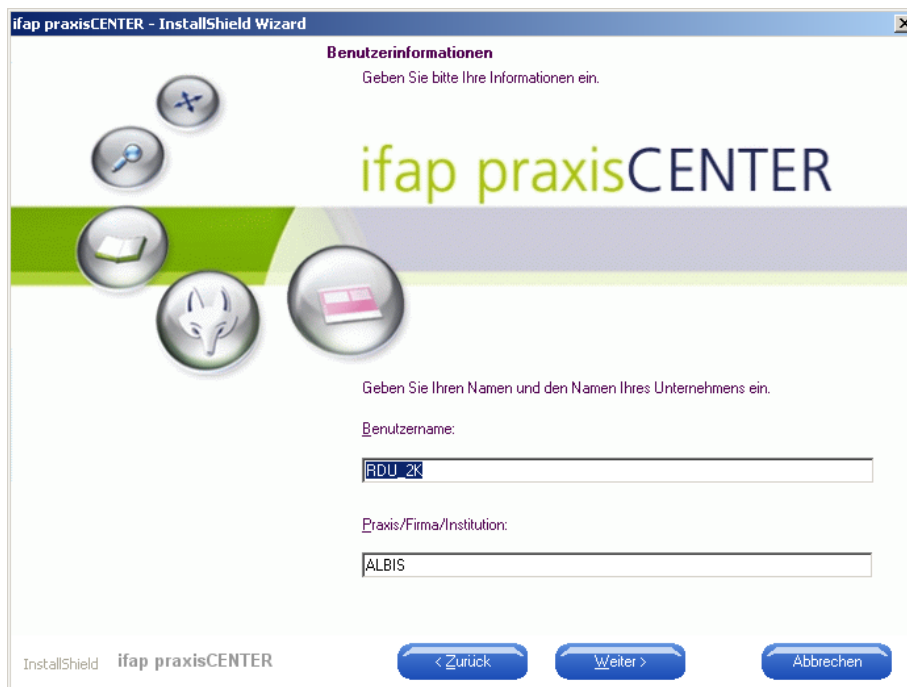 ifap praxisCENTER - InstallShield Wizard
Benutzerinformationen
Geben Sie bitte Ihre Informationen ein.
ifap praxisCENTER
Geben Sie Ihren Namen und den Namen Ihres Unternehmens ein.
Benutzername:
RDU_2K
Praxis/Firma/Institution:
ALBIS
InstallShield ifap praxisCENTER
< Zurück Weiter > Abbrechen